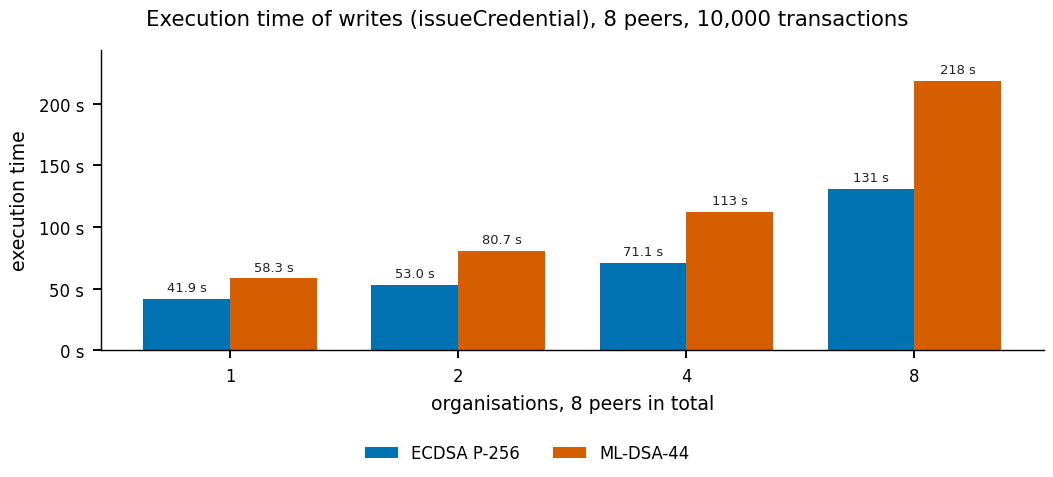 Execution time of writes (issueCredential), 8 peers, 10,000 transactions
execution time
200 s
150 s
100 s
50 s
0 s
41.9 s
58.3 s
53.0 s
80.7 s
71.1 s
113 s
131 s
218 s
1
2
4
8
organisations, 8 peers in total
ECDSA P-256
ML-DSA-44